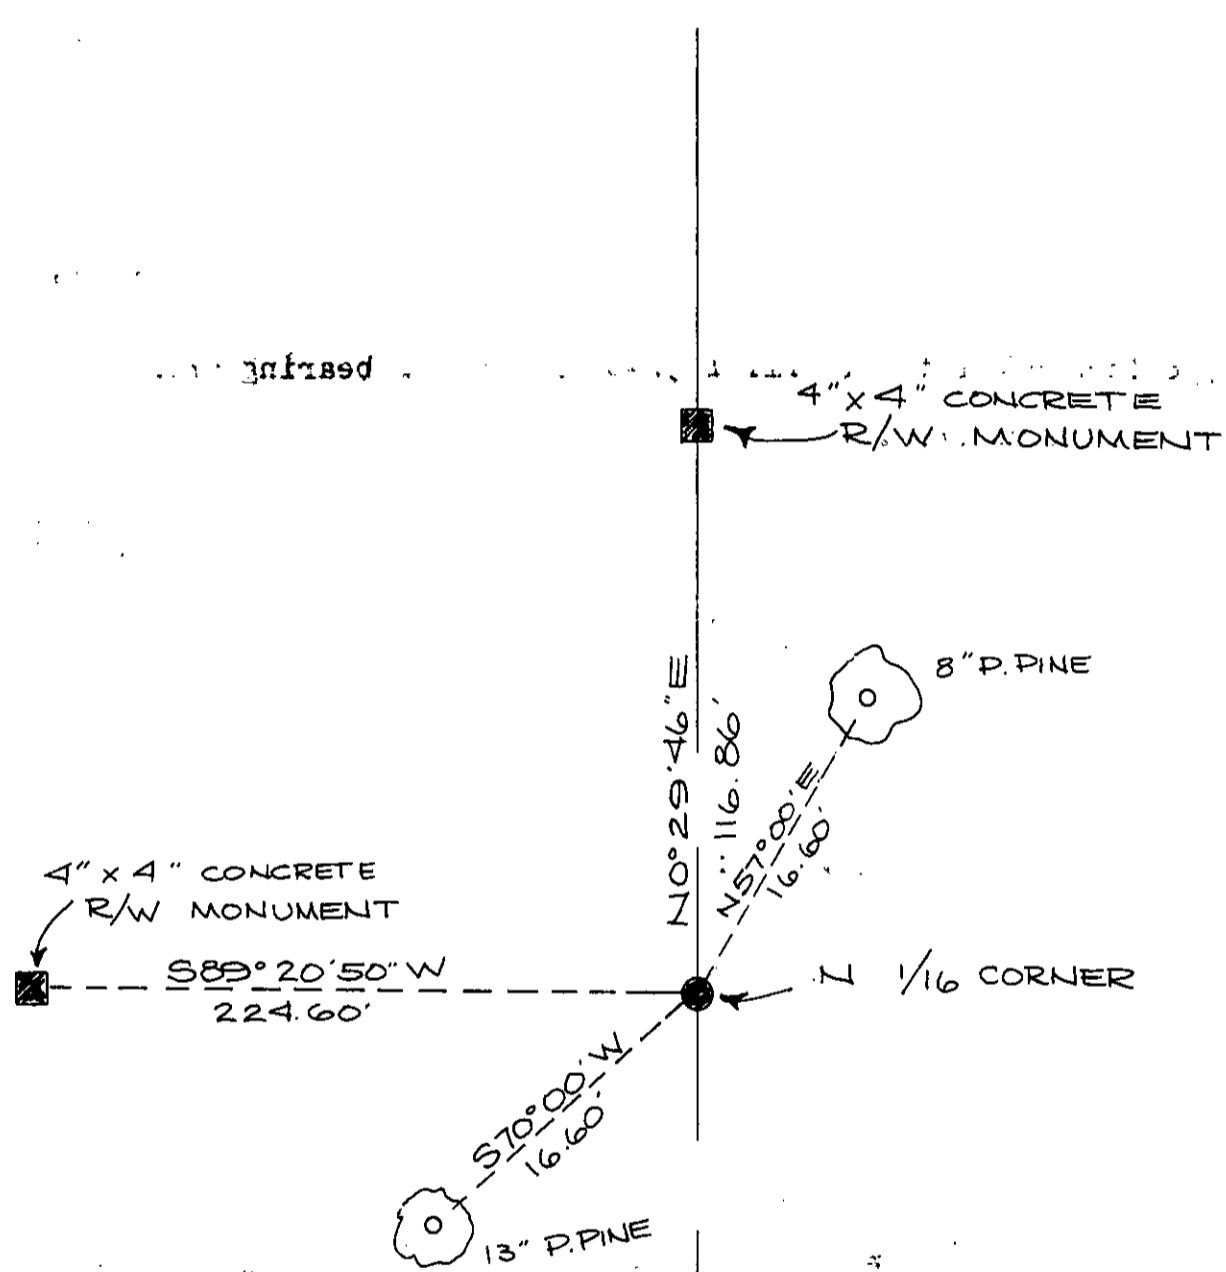 bearing
4" x 4" CONCRETE
R/W MONUMENT
8" P. PINE
N0°29'46"E
116.86'
N57°00'E
16.60'
4" x 4" CONCRETE
R/W MONUMENT
S89°20'50"W
224.60'
N 1/16 CORNER
S70°00'W
16.60'
13" P. PINE